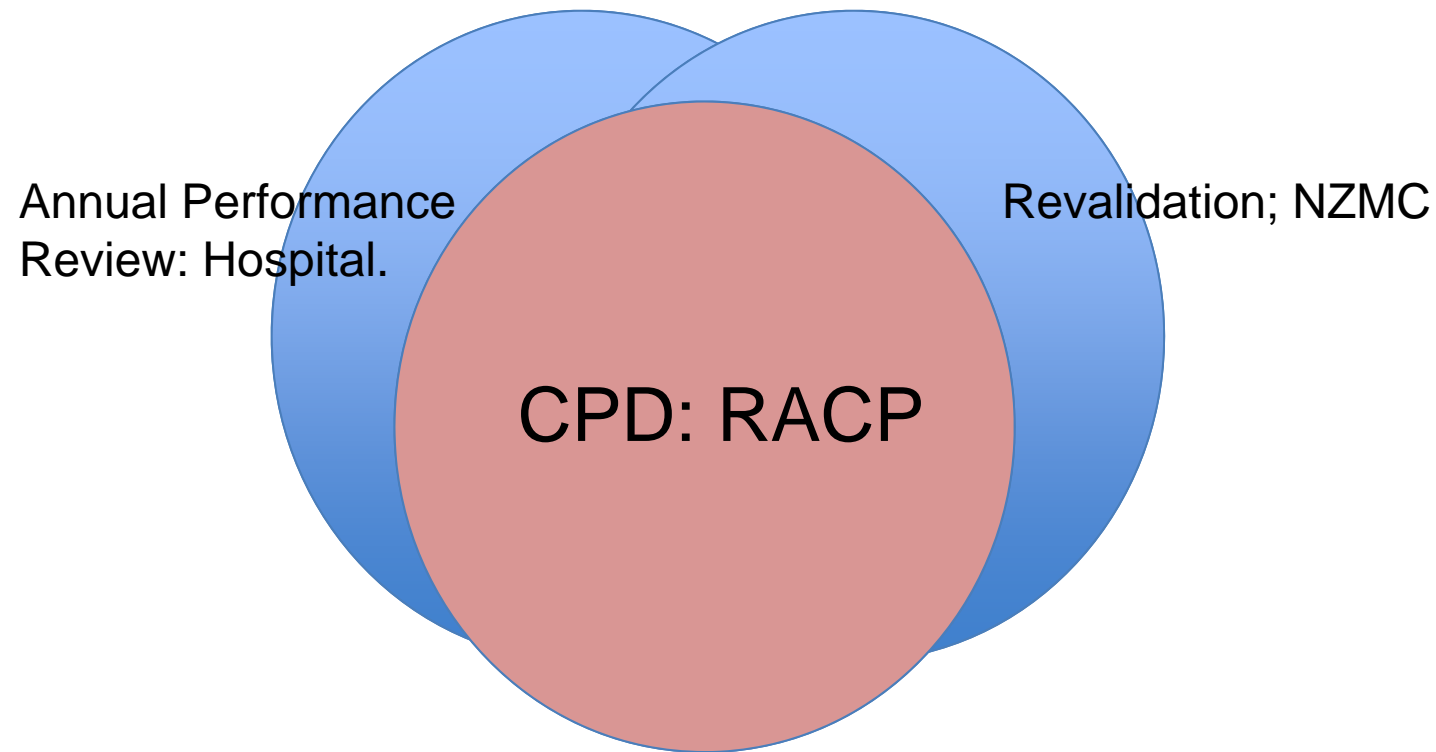 Annual Performance
Review: Hospital.
Revalidation; NZMC
CPD: RACP